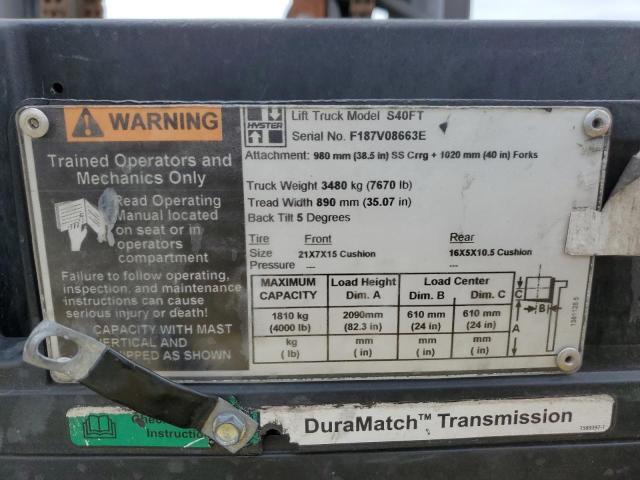 WARNING
Trained Operators and
Mechanics Only
Read Operating
Manual located
on seat or in
operators
compartment
Failure to follow operating,
inspection, and maintenance
instructions can cause
serious injury or death!
CAPACITY WITH MAST
VERTICAL AND
AS SHOWN
HYSTER
Lift Truck Model S40FT
Serial No. F187V08663E
Attachment: 980 mm (38.5 in) SS Crrg + 1020 mm (40 in) Forks
Truck Weight 3480 kg (7670 lb)
Tread Width 890 mm (35.07 in)
Back Tilt 5 Degrees
Tire Front Rear
Size 21X7X15 Cushion 16X5X10.5 Cushion
Pressure --- ---
MAXIMUM CAPACITY Load Height Dim. A Load Center Dim. B Dim. C
1810 kg 2090mm 610 mm 610 mm
(4000 lb) (82.3 in) (24 in) (24 in)
kg mm mm mm
(lb) (in) (in) (in)
C
B
A
DuraMatch™ Transmission